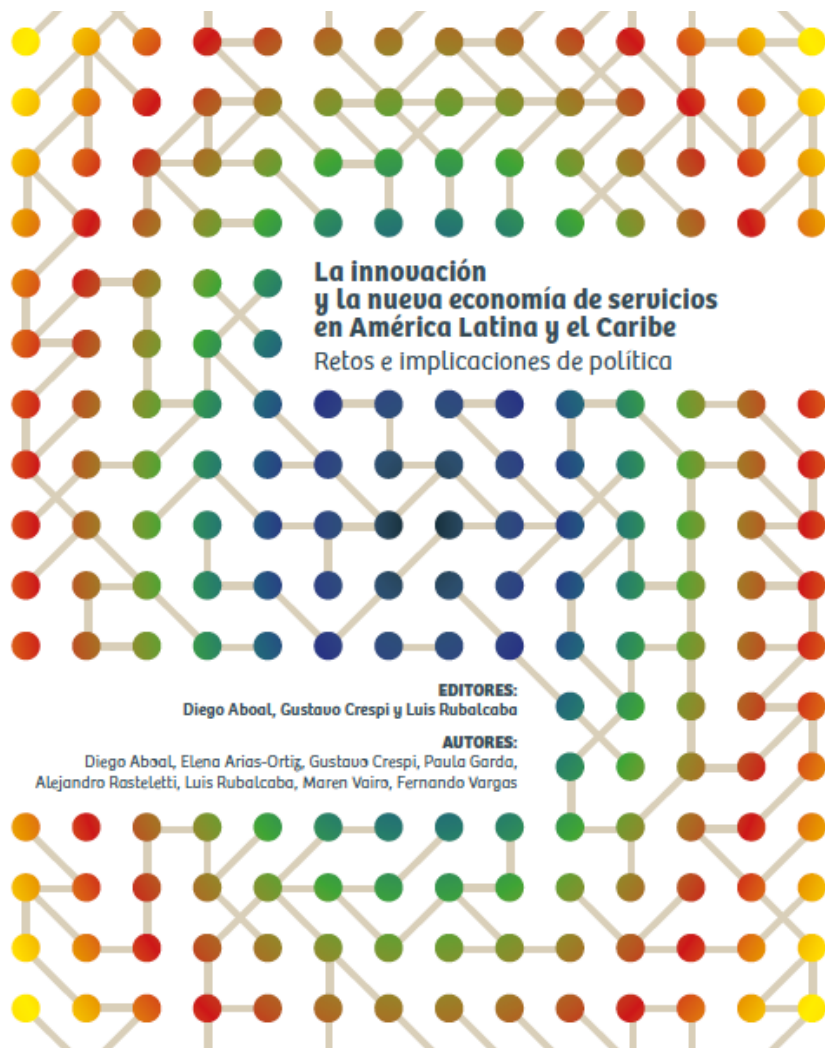 La innovación
y la nueva economía de servicios
en América Latina y el Caribe
Retos e implicaciones de política
EDITORES:
Diego Aboal, Gustavo Crespi y Luis Rubalcaba
AUTORES:
Diego Aboal, Elena Arias-Ortiz, Gustavo Crespi, Paula Garda,
Alejandro Rasteletti, Luis Rubalcaba, Maren Vairo, Fernando Vargas